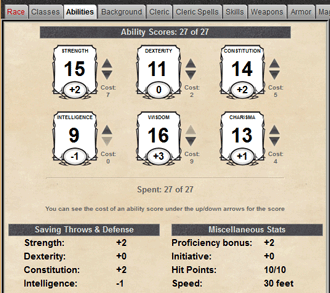 Race Classes Abilities Background Cleric Cleric Spells Skills Weapons Armor Ma
Ability Scores: 27 of 27
STRENGTH DEXTERITY CONSTITUTION
15 11 14
+2 0 +2
Cost: 7 Cost: 2 Cost: 5
INTELLIGENCE WISDOM CHARISMA
9 16 13
-1 +3 +1
Cost: 0 Cost: 9 Cost: 4
Spent: 27 of 27
You can see the cost of an ability score under the up/down arrows for the score
Saving Throws & Defense Miscellaneous Stats
Strength: +2 Proficiency bonus: +2
Dexterity: +0 Initiative: +0
Constitution: +2 Hit Points: 10/10
Intelligence: -1 Speed: 30 feet